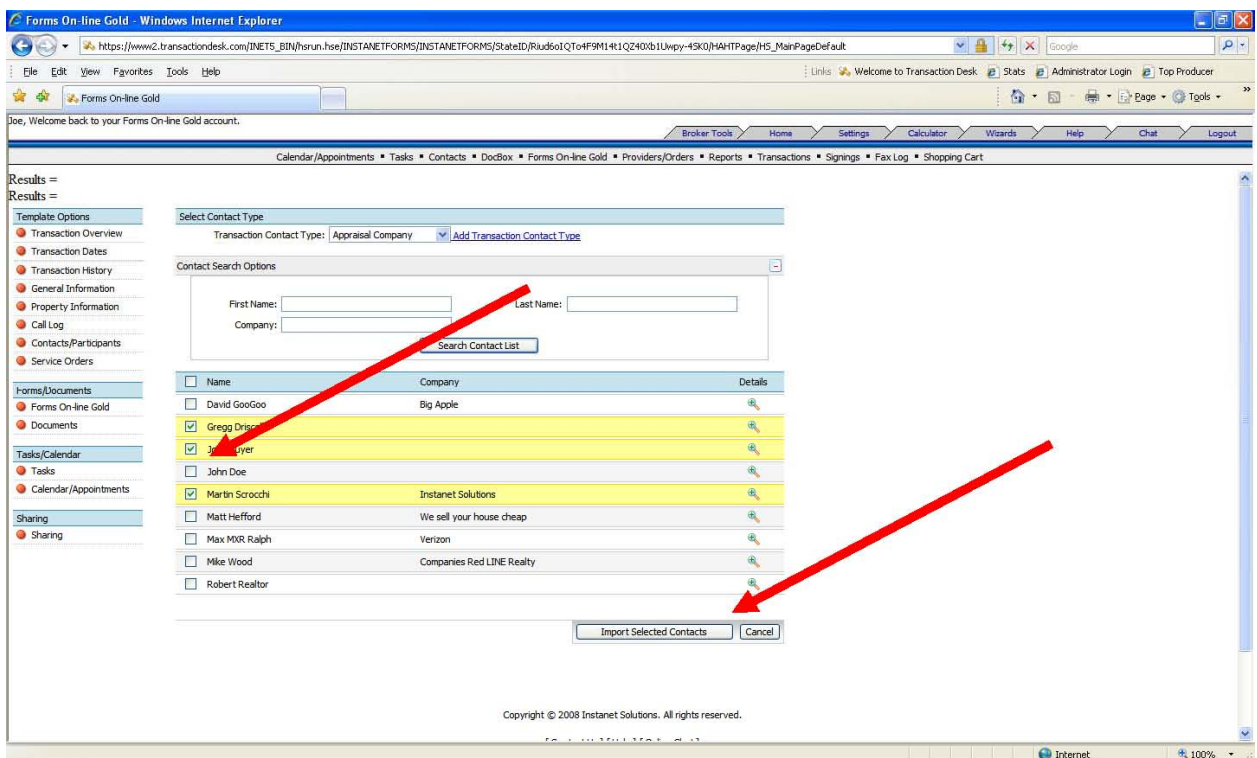 Forms On-line Gold - Windows Internet Explorer
https://www2.transactiondesk.com/INET5_BIN/hsrun.hse/INSTANETFORMS/INSTANETFORMS/StateID/Riud6oIQTo4F9M14t1QZ40Xb1Uwpy-4SK0/HAHTPage/HS_MainPageDefault
Google
File Edit View Favorites Tools Help
Links Welcome to Transaction Desk Stats Administrator Login Top Producer
Forms On-line Gold
Page Tools »
Joe, Welcome back to your Forms On-line Gold account.
Broker Tools Home Settings Calculator Wizards Help Chat Logout
Calendar/Appointments ▪ Tasks ▪ Contacts ▪ DocBox ▪ Forms On-line Gold ▪ Providers/Orders ▪ Reports ▪ Transactions ▪ Signings ▪ Fax Log ▪ Shopping Cart
Results =
Results =
Template Options
Transaction Overview
Transaction Dates
Transaction History
General Information
Property Information
Call Log
Contacts/Participants
Service Orders
Forms/Documents
Forms On-line Gold
Documents
Tasks/Calendar
Tasks
Calendar/Appointments
Sharing
Sharing
Select Contact Type
Transaction Contact Type: Appraisal Company Add Transaction Contact Type
Contact Search Options
First Name: Last Name:
Company:
Search Contact List
Name Company Details
David GooGoo Big Apple
Gregg
John Doe
Martin Scrocchi Instanet Solutions
Matt Hefford We sell your house cheap
Max MXR Ralph Verizon
Mike Wood Companies Red LINE Realty
Robert Realtor
Import Selected Contacts Cancel
Copyright © 2008 Instanet Solutions. All rights reserved.
Internet 100%